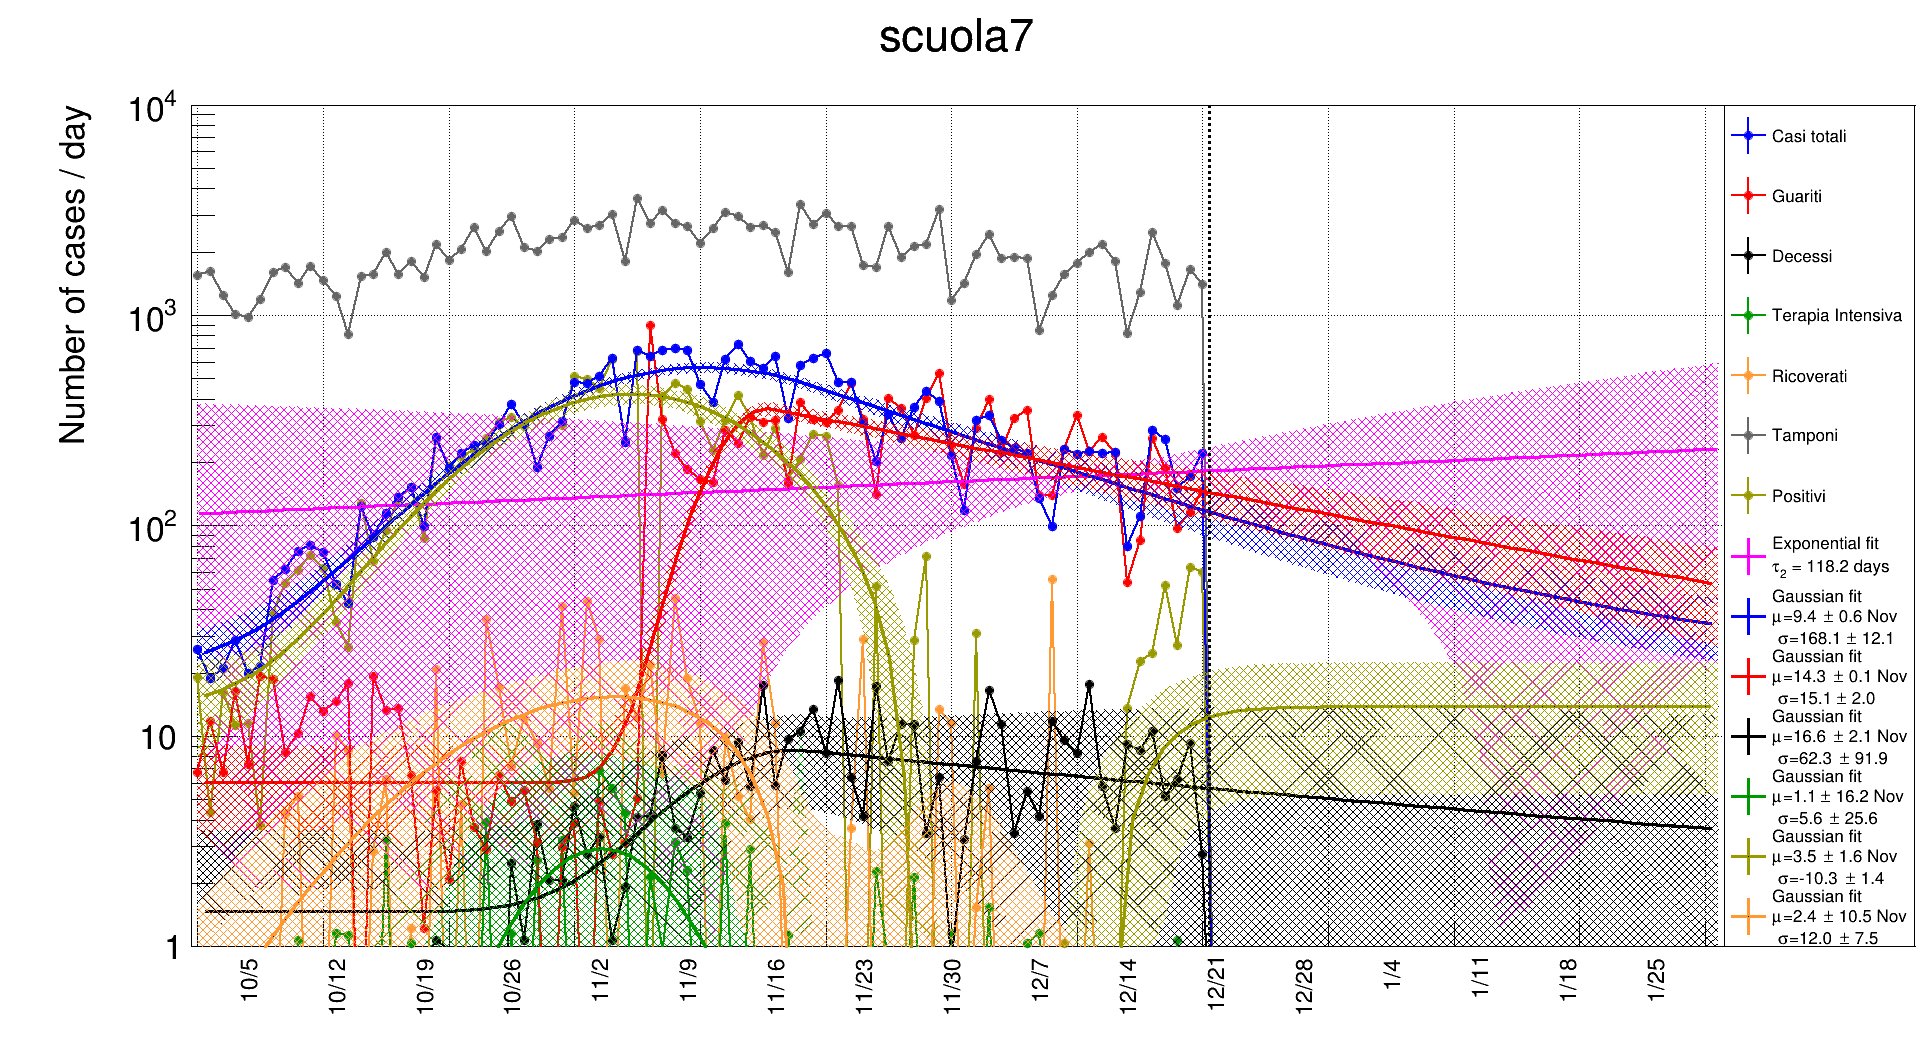 scuola7
Number of cases / day
10^4
10^3
10^2
10
1
10/5
10/12
10/19
10/26
11/2
11/9
11/16
11/23
11/30
12/7
12/14
12/21
12/28
1/4
1/11
1/18
1/25
Casi totali
Guariti
Decessi
Terapia Intensiva
Ricoverati
Tamponi
Positivi
Exponential fit
τ₂ = 118.2 days
Gaussian fit
μ=9.4 ± 0.6 Nov
σ=168.1 ± 12.1
Gaussian fit
μ=14.3 ± 0.1 Nov
σ=15.1 ± 2.0
Gaussian fit
μ=16.6 ± 2.1 Nov
σ=62.3 ± 91.9
Gaussian fit
μ=1.1 ± 16.2 Nov
σ=5.6 ± 25.6
Gaussian fit
μ=3.5 ± 1.6 Nov
σ=-10.3 ± 1.4
Gaussian fit
μ=2.4 ± 10.5 Nov
σ=12.0 ± 7.5